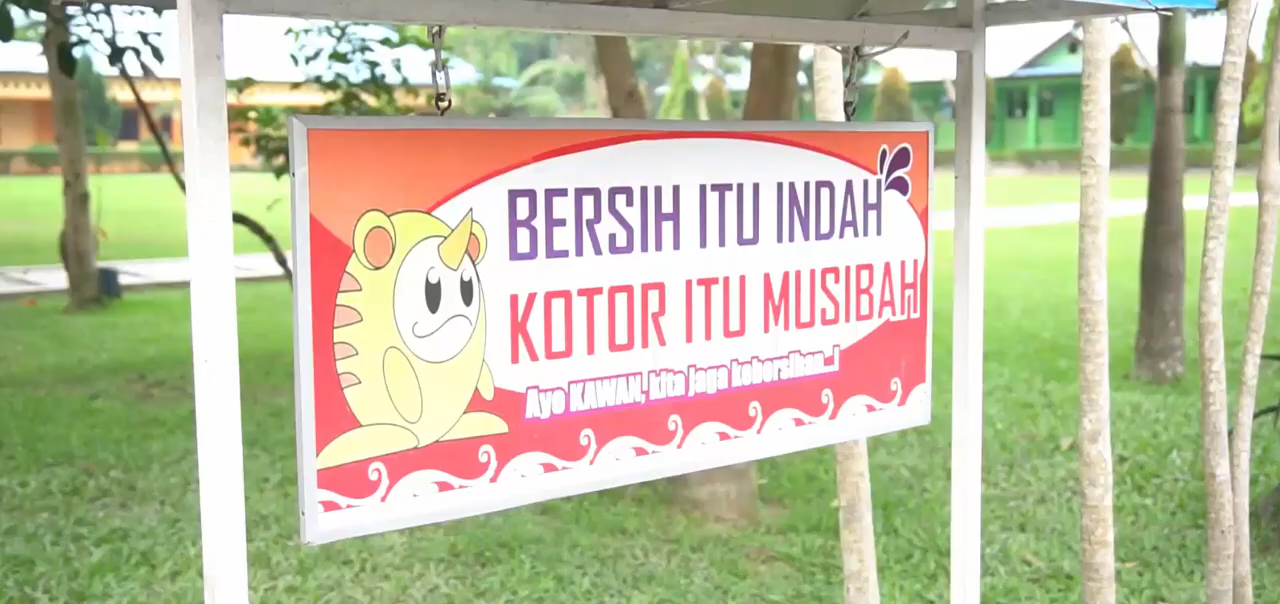 BERSIH ITU INDAH
KOTOR ITU MUSIBAH
Ayo KAWAN, kita jaga kebersihan...!